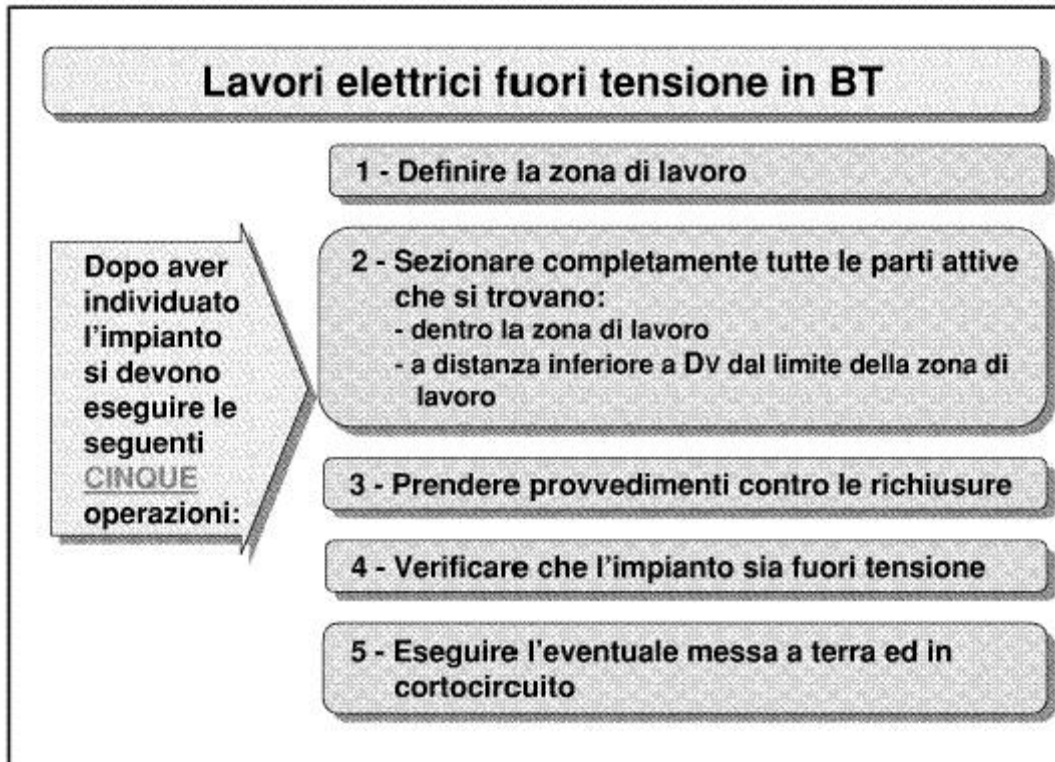 Lavori elettrici fuori tensione in BT
1 - Definire la zona di lavoro
Dopo aver
individuato
l'impianto
si devono
eseguire le
seguenti
CINQUE
operazioni:
2 - Sezionare completamente tutte le parti attive
che si trovano:
- dentro la zona di lavoro
- a distanza inferiore a DV dal limite della zona di
lavoro
3 - Prendere provvedimenti contro le richiusure
4 - Verificare che l'impianto sia fuori tensione
5 - Eseguire l'eventuale messa a terra ed in
cortocircuito